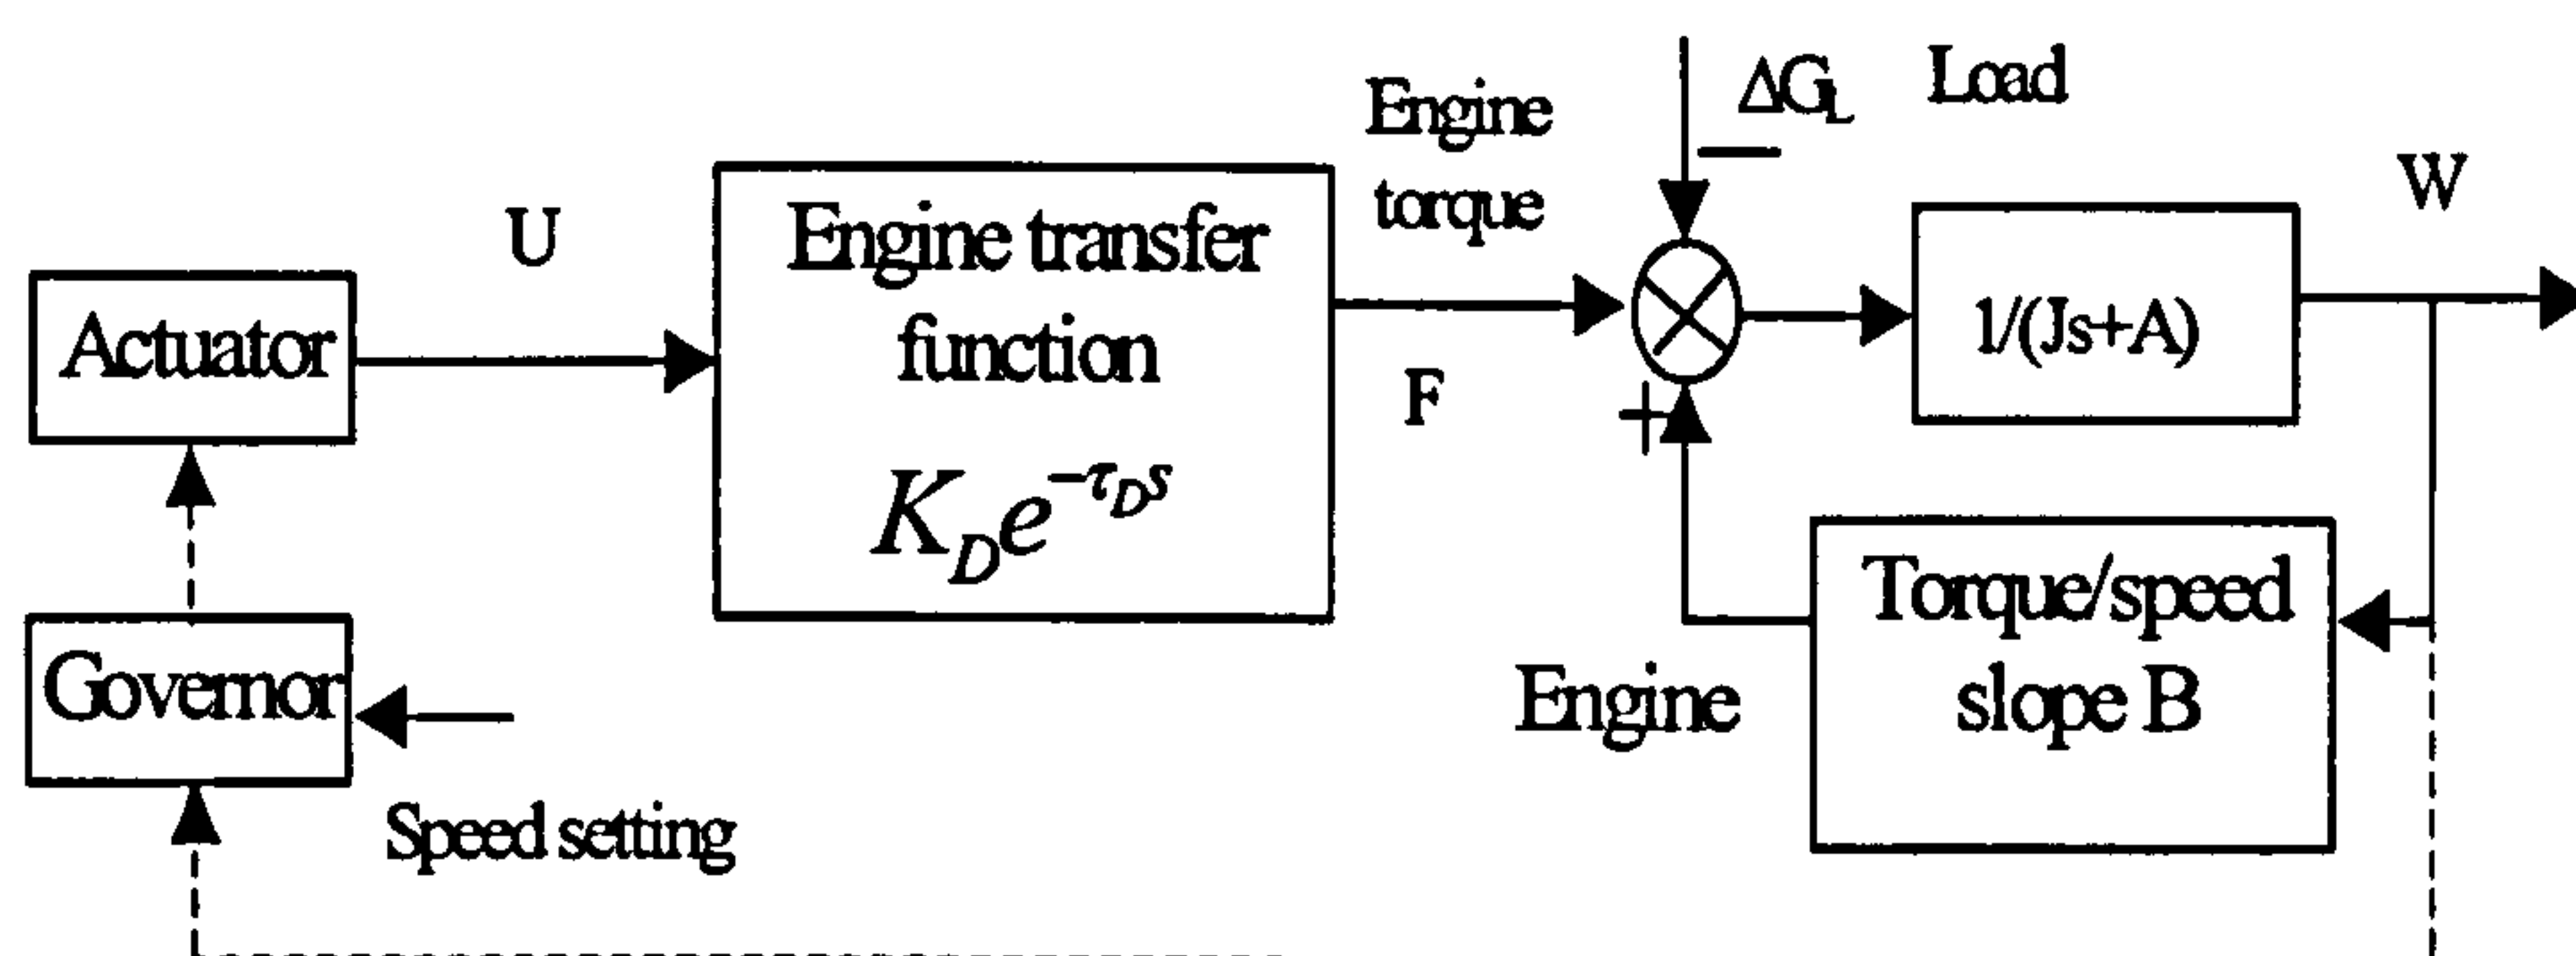 Actuator
U
Engine transfer
function
K_D e^{-τ_D s}
Engine
torque
F
ΔG_L
Load
−
+
1/(Js+A)
W
Torque/speed
slope B
Engine
Governor
Speed setting